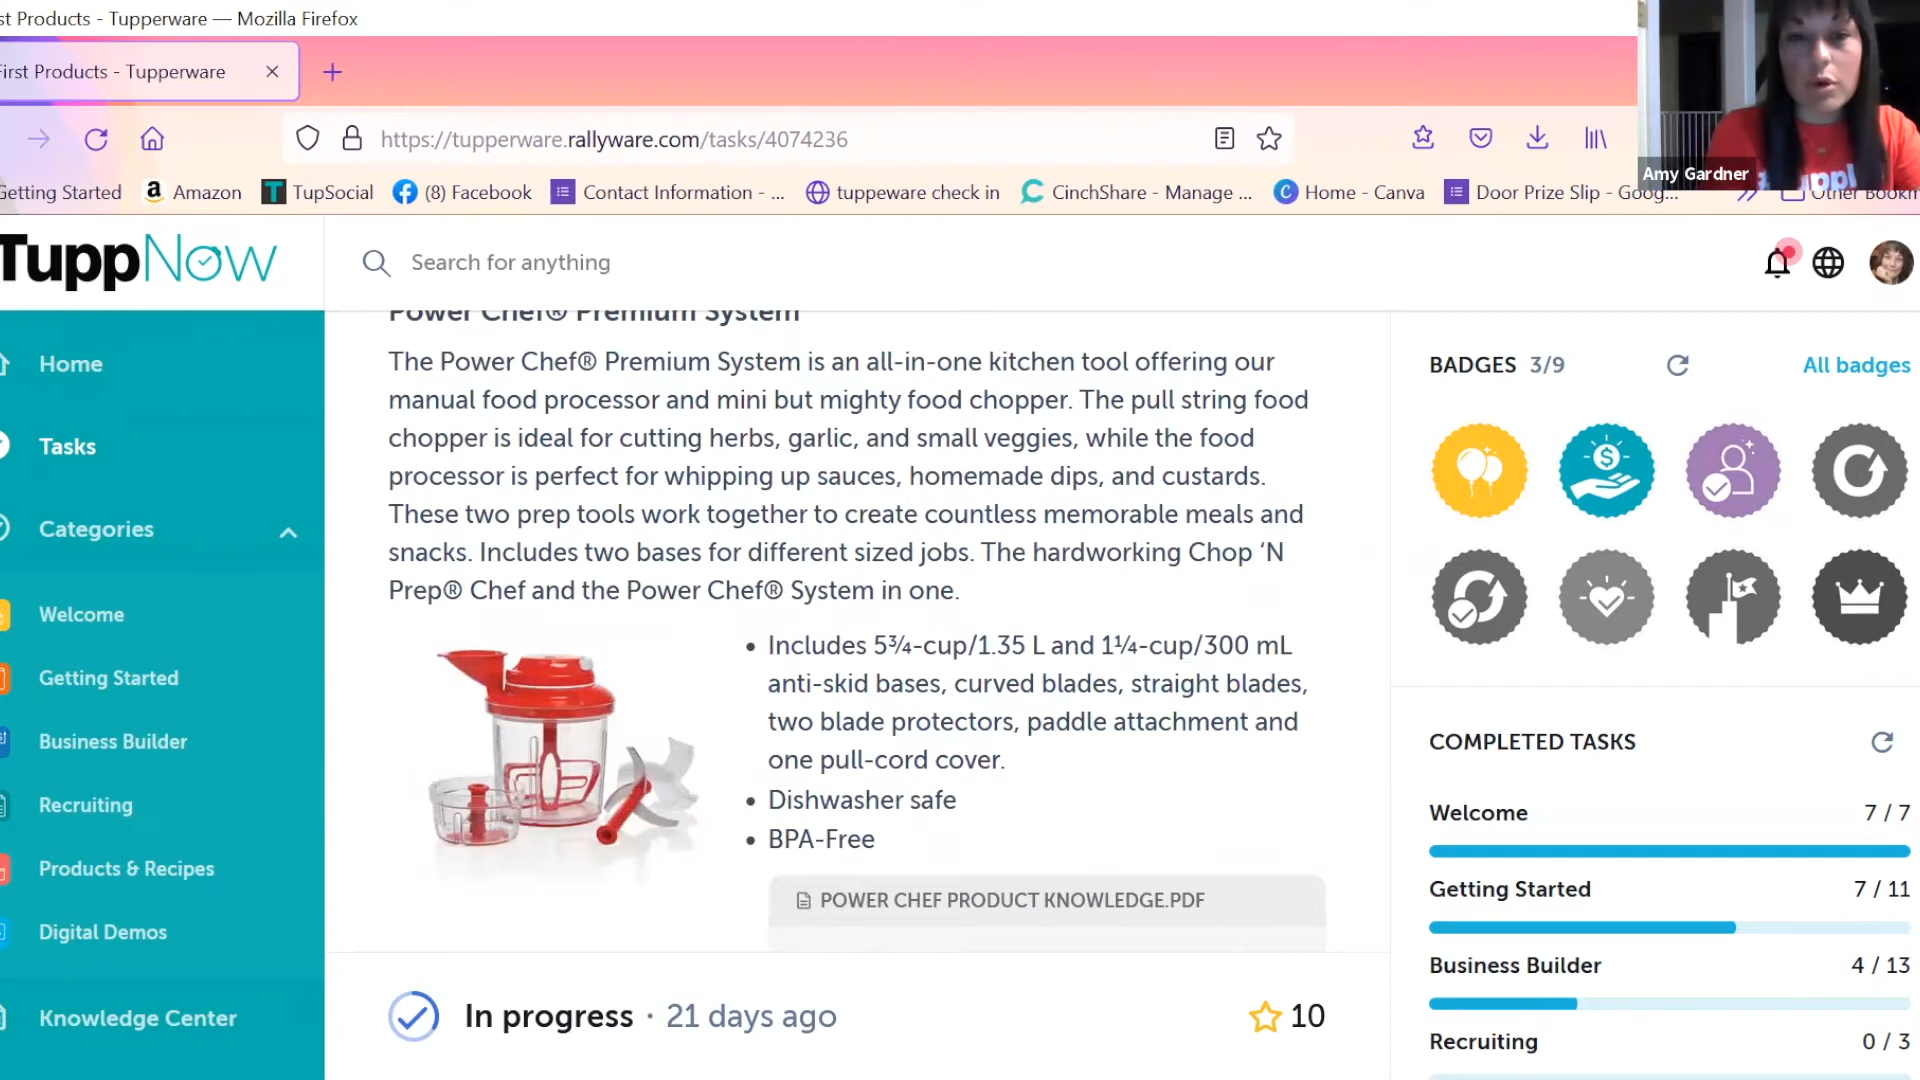 st Products - Tupperware — Mozilla Firefox
First Products - Tupperware
https://tupperware.rallyware.com/tasks/4074236
Getting Started
Amazon
TupSocial
(8) Facebook
Contact Information - ...
tuppeware check in
CinchShare - Manage ...
Home - Canva
Door Prize Slip - Goog...
Other Bookm
Amy Gardner
uppl
TuppNow
Search for anything
Home
Tasks
Categories
Welcome
Getting Started
Business Builder
Recruiting
Products & Recipes
Digital Demos
Knowledge Center
Power Chef® Premium System
The Power Chef® Premium System is an all-in-one kitchen tool offering our
manual food processor and mini but mighty food chopper. The pull string food
chopper is ideal for cutting herbs, garlic, and small veggies, while the food
processor is perfect for whipping up sauces, homemade dips, and custards.
These two prep tools work together to create countless memorable meals and
snacks. Includes two bases for different sized jobs. The hardworking Chop ‘N
Prep® Chef and the Power Chef® System in one.
• Includes 5¾-cup/1.35 L and 1¼-cup/300 mL
anti-skid bases, curved blades, straight blades,
two blade protectors, paddle attachment and
one pull-cord cover.
• Dishwasher safe
• BPA-Free
POWER CHEF PRODUCT KNOWLEDGE.PDF
In progress · 21 days ago
10
BADGES 3/9
All badges
COMPLETED TASKS
Welcome 7 / 7
Getting Started 7 / 11
Business Builder 4 / 13
Recruiting 0 / 3